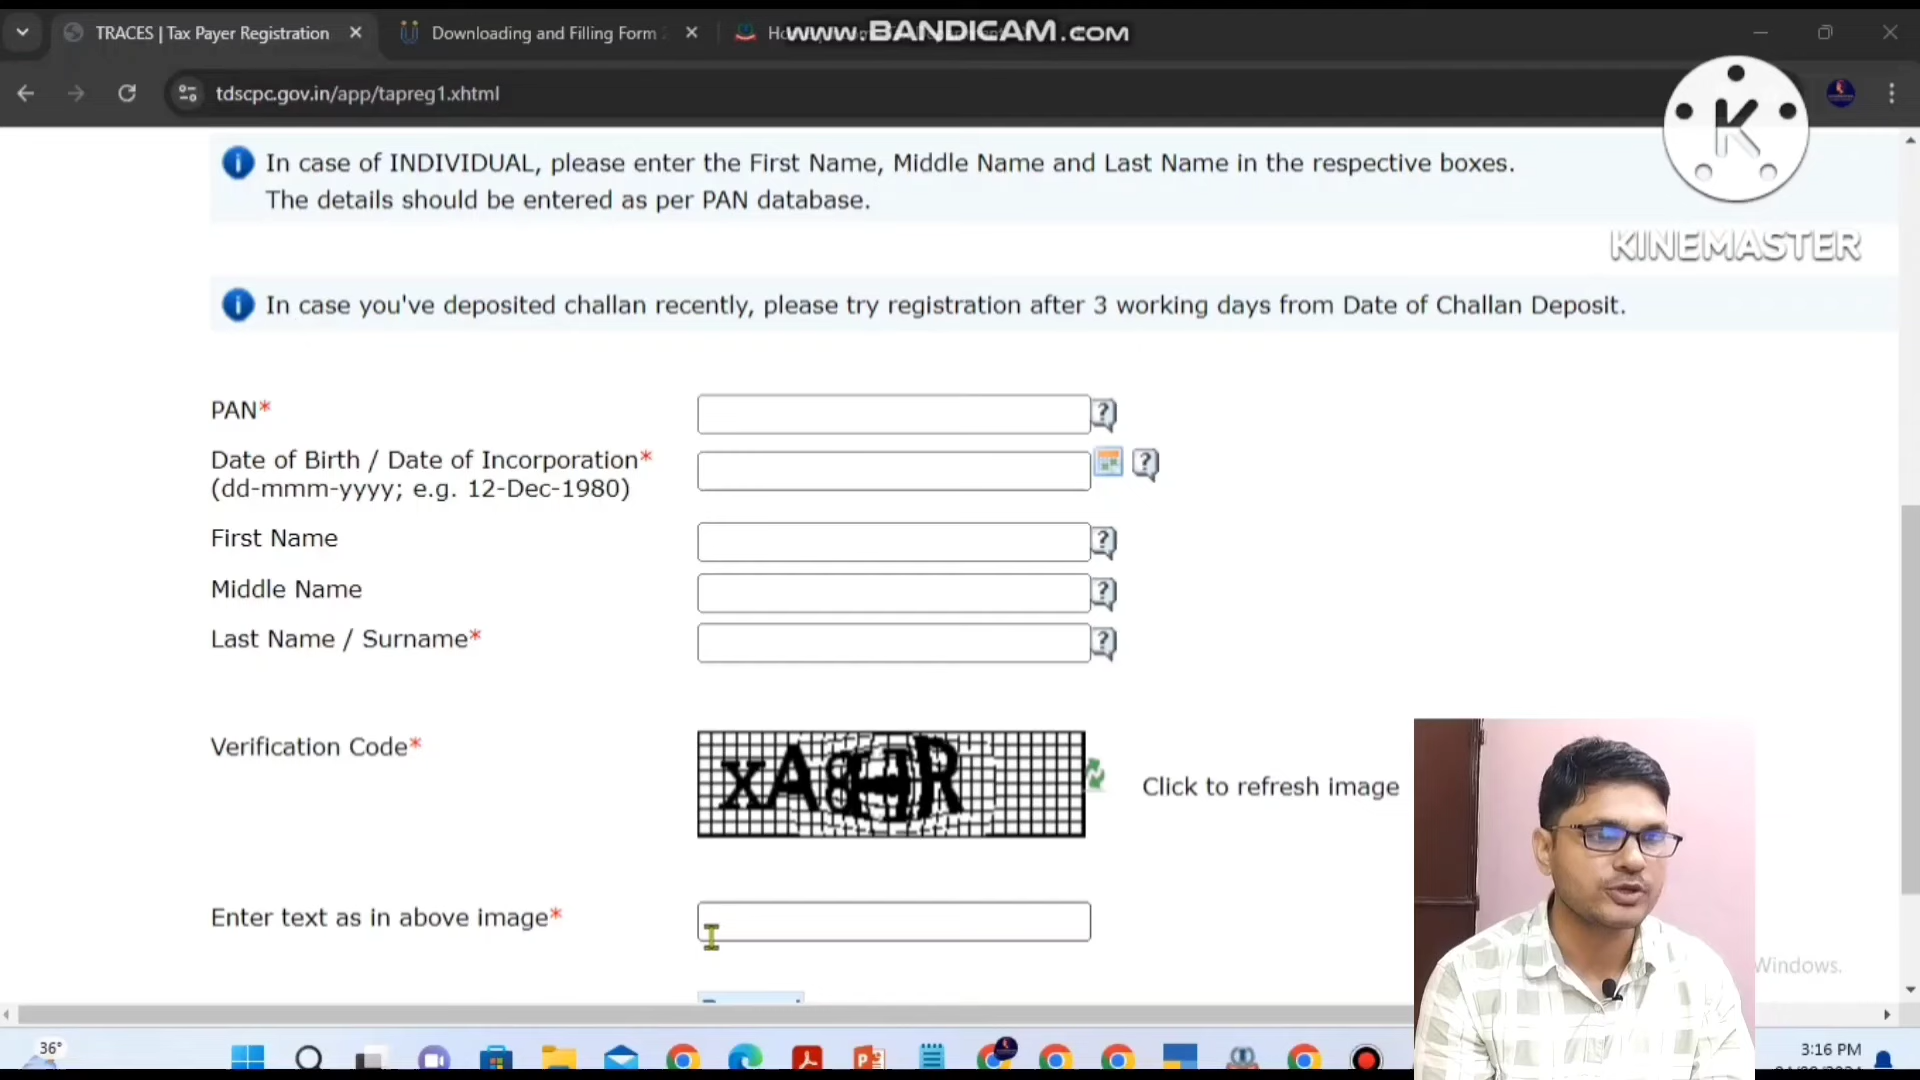 TRACES | Tax Payer Registration
Downloading and Filling Form
www.BANDICAM.com
tdscpc.gov.in/app/tapreg1.xhtml
In case of INDIVIDUAL, please enter the First Name, Middle Name and Last Name in the respective boxes.
The details should be entered as per PAN database.
K
KINEMASTER
In case you've deposited challan recently, please try registration after 3 working days from Date of Challan Deposit.
PAN*
Date of Birth / Date of Incorporation*
(dd-mmm-yyyy; e.g. 12-Dec-1980)
First Name
Middle Name
Last Name / Surname*
Verification Code*
Click to refresh image
Enter text as in above image*
Windows.
36°
3:16 PM